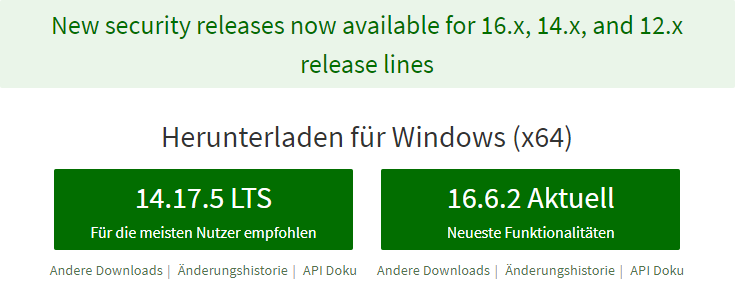 New security releases now available for 16.x, 14.x, and 12.x
release lines
Herunterladen für Windows (x64)
14.17.5 LTS
Für die meisten Nutzer empfohlen
16.6.2 Aktuell
Neueste Funktionalitäten
Andere Downloads | Änderungshistorie | API Doku
Andere Downloads | Änderungshistorie | API Doku